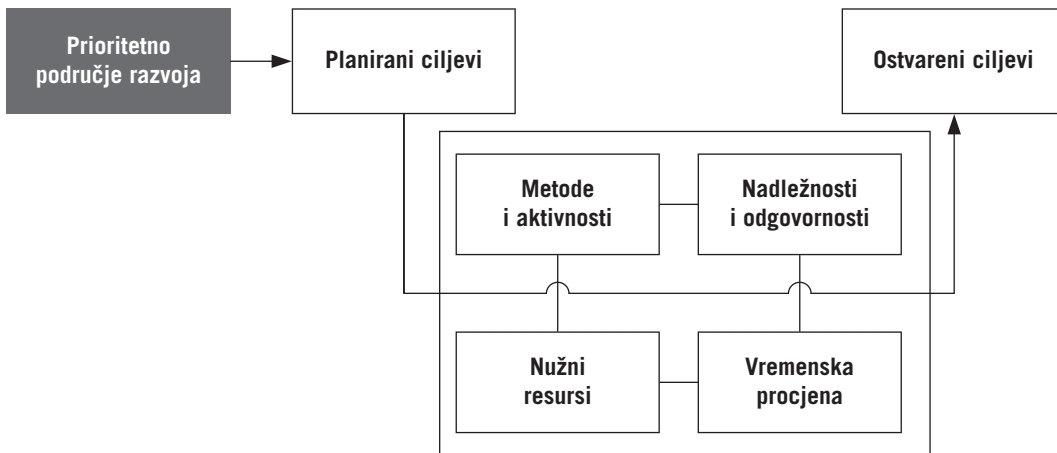 Prioritetno
područje razvoja
Planirani ciljevi
Ostvareni ciljevi
Metode
i aktivnosti
Nadležnosti
i odgovornosti
Nužni
resursi
Vremenska
procjena